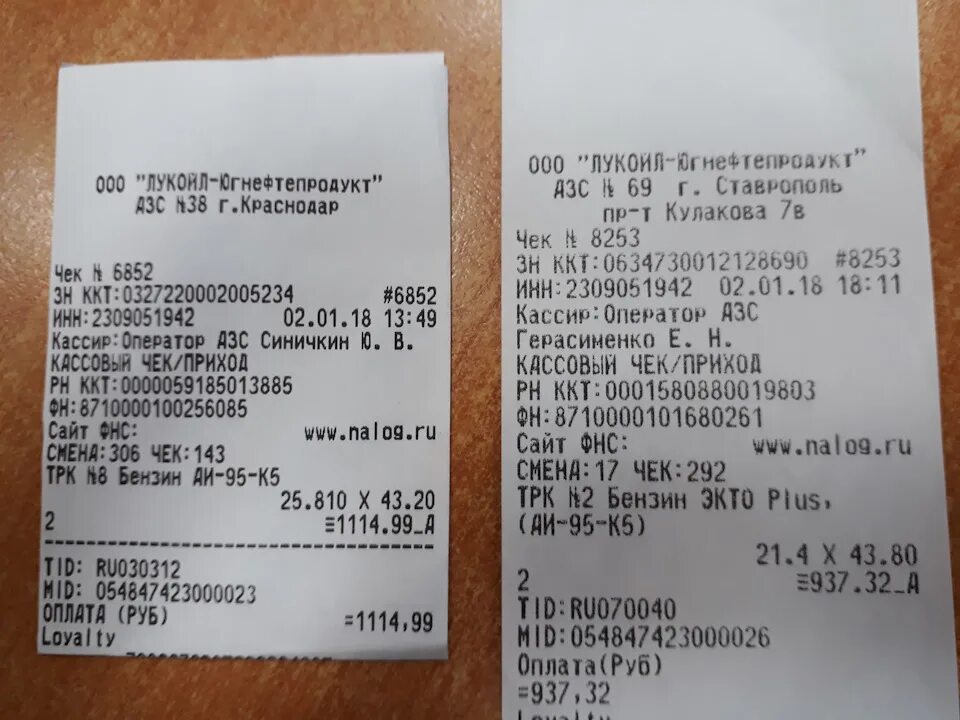 ООО "ЛУКОЙЛ-Югнефтепродукт"
АЗС №38 г.Краснодар
Чек № 6852
ЗН ККТ:0327220002005234 #6852
ИНН:2309051942 02.01.18 13:49
Кассир:Оператор АЗС Синичкин Ю. В.
КАССОВЫЙ ЧЕК/ПРИХОД
РН ККТ:0000059185013885
ФН:8710000100256085
Сайт ФНС: www.nalog.ru
СМЕНА:306 ЧЕК:143
ТРК №8 Бензин АИ-95-К5
25.810 X 43.20
2 ≡1114.99_А
TID: RU030312
MID: 054847423000023
ОПЛАТА (РУБ) =1114,99
Loyalty
ООО "ЛУКОЙЛ-Югнефтепродукт"
АЗС № 69 г. Ставрополь
пр-т Кулакова 7в
Чек № 8253
ЗН ККТ:0634730012128690 #8253
ИНН:2309051942 02.01.18 18:11
Кассир:Оператор АЗС
Герасименко Е. Н.
КАССОВЫЙ ЧЕК/ПРИХОД
РН ККТ:0001580880019803
ФН:8710000101680261
Сайт ФНС: www.nalog.ru
СМЕНА:17 ЧЕК:292
ТРК №2 Бензин ЭКТО Plus,
(АИ-95-К5)
21.4 X 43.80
2 ≡937.32_А
TID:RU070040
MID:054847423000026
Оплата(Руб)
=937,32
Loyalty